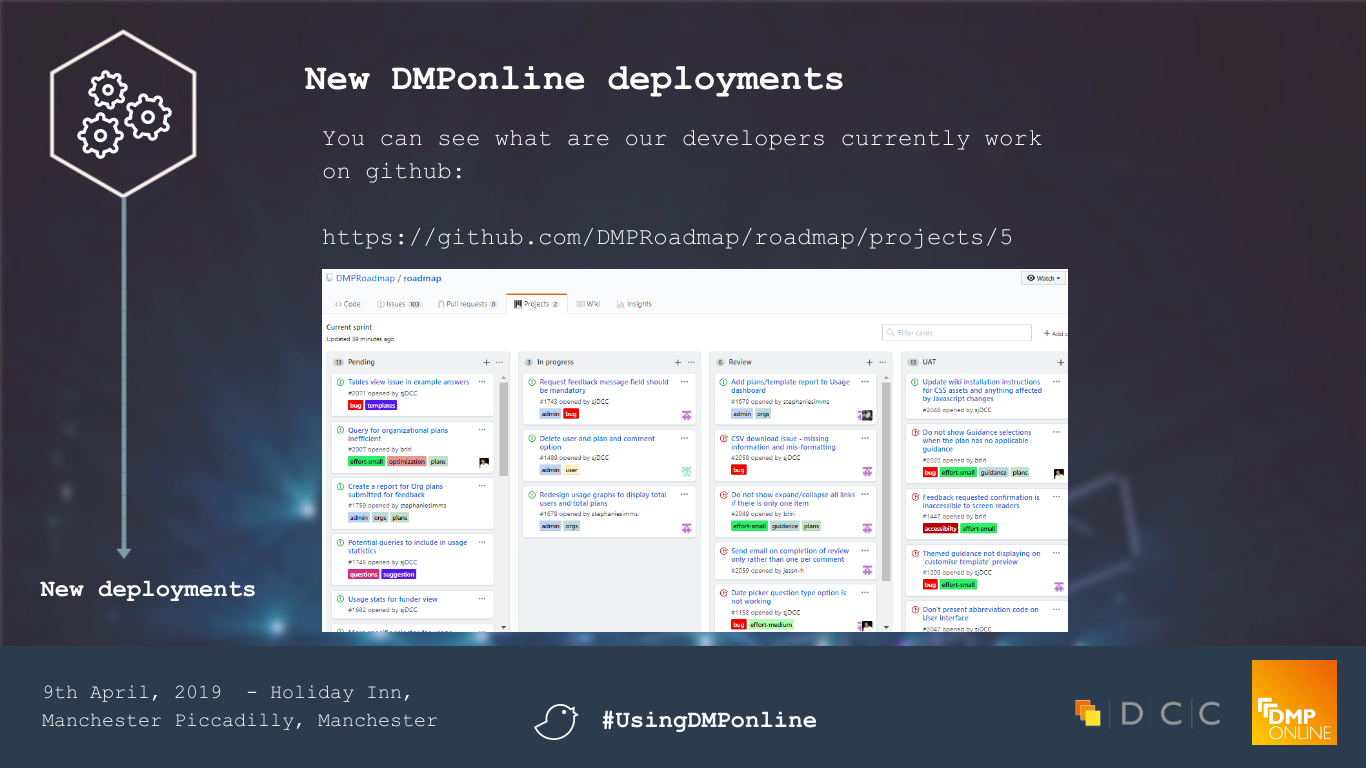 New DMPonline deployments
You can see what are our developers currently work
on github:
https://github.com/DMPRoadmap/roadmap/projects/5
DMPRoadmap / roadmap
Watch
Code
Issues 103
Pull requests 0
Projects 2
Wiki
Insights
Current sprint
Updated 39 minutes ago
Filter cards
+ Add c
13 Pending
Tables view issue in example answers
#2071 opened by sjDCC
bug templates
Query for organizational plans
inefficient
#2007 opened by briri
effort-small optimization plans
Create a report for Org plans
submitted for feedback
#1759 opened by stephaniesimms
admin orgs plans
Potential queries to include in usage
statistics
#1745 opened by sjDCC
questions suggestion
Usage stats for funder view
#1682 opened by sjDCC
3 In progress
Request feedback message field should
be mandatory
#1743 opened by sjDCC
admin bug
Delete user and plan and comment
option
#1489 opened by sjDCC
admin user
Redesign usage graphs to display total
users and total plans
#1678 opened by stephaniesimms
admin orgs
6 Review
Add plans/template report to Usage
dashboard
#1679 opened by stephaniesimms
admin orgs
CSV download issue - missing
information and mis-formatting
#2058 opened by sjDCC
bug
Do not show expand/collapse all links
if there is only one item
#2049 opened by briri
effort-small guidance plans
Send email on completion of review
only rather than one per comment
#2059 opened by jessn-h
Date picker question type option is
not working
#1158 opened by sjDCC
bug effort-medium
13 UAT
Update wiki installation instructions
for CSS assets and anything affected
by Javascript changes
#2048 opened by sjDCC
Do not show Guidance selections
when the plan has no applicable
guidance
#2020 opened by briri
bug effort-small guidance plans
Feedback requested confirmation is
inaccessible to screen readers
#1447 opened by briri
accessibilty effort-small
Themed guidance not displaying on
'customise template' preview
#1209 opened by sjDCC
bug effort-small
Don't present abbreviation code on
User Interface
#2047 opened by sjDCC
New deployments
9th April, 2019 - Holiday Inn,
Manchester Piccadilly, Manchester
#UsingDMPonline
DCC
DMP
ONLINE